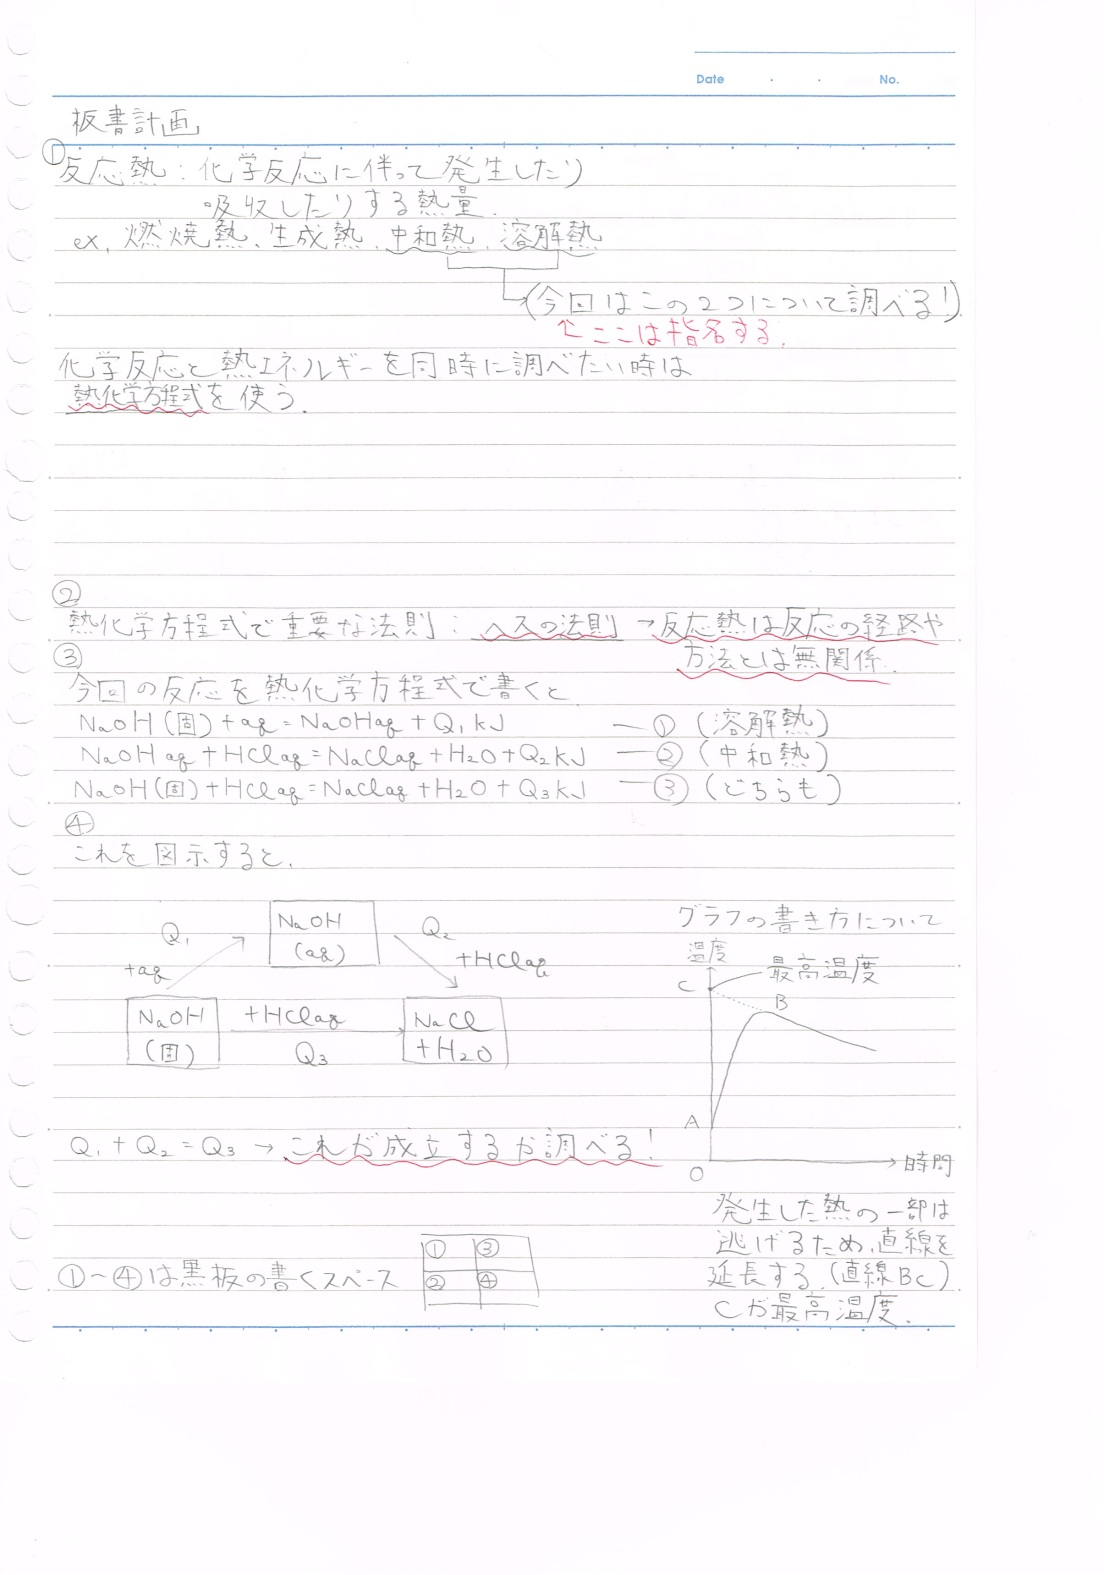 Date ・ ・ No.
板書計画
①
反応熱：化学反応に伴って発生したり
吸収したりする熱量.
ex, 燃焼熱、生成熱、中和熱、溶解熱
(今回はこの2つについて調べる!)
↑ここは指名する.
化学反応と熱エネルギーを同時に調べたい時は
熱化学方程式を使う.
②
熱化学方程式で重要な法則：ヘスの法則 →反応熱は反応の経路や
方法とは無関係.
③
今回の反応を熱化学方程式で書くと
NaOH(固)+aq=NaOHaq+Q₁kJ —① (溶解熱)
NaOHaq+HClaq=NaClaq+H₂O+Q₂kJ —② (中和熱)
NaOH(固)+HClaq=NaClaq+H₂O+Q₃kJ —③ (どちらも)
④
これを図示すると.
Q₁
+aq
NaOH
(aq)
Q₂
+HClaq
NaOH
(固)
+HClaq
Q₃
NaCl
+H₂O
Q₁+Q₂=Q₃ → これが成立するか調べる!
グラフの書き方について
温度
C
最高温度
B
A
O
時間
発生した熱の一部は
逃げるため,直線を
延長する.(直線BC)
Cが最高温度.
①〜④は黒板の書くスペース
① ③
② ④